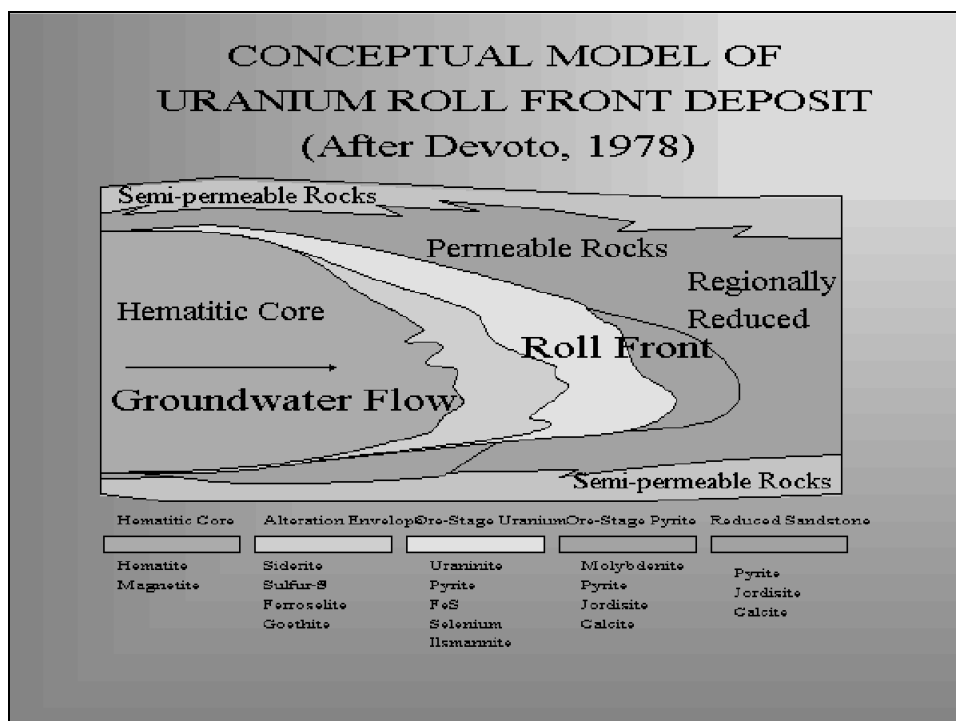 CONCEPTUAL MODEL OF
URANIUM ROLL FRONT DEPOSIT
(After Devoto, 1978)
Semi-permeable Rocks
Permeable Rocks
Regionally
Reduced
Hematitic Core
Roll Front
Groundwater Flow
Semi-permeable Rocks
Hematitic Core
Hematite
Magnetite
Alteration Envelope
Siderite
Sulfur-S
Ferroselite
Goethite
Ore-Stage Uranium
Uraninite
Pyrite
FeS
Selenium
Ilsmannite
Ore-Stage Pyrite
Molybdenite
Pyrite
Jordisite
Calcite
Reduced Sandstone
Pyrite
Jordisite
Calcite